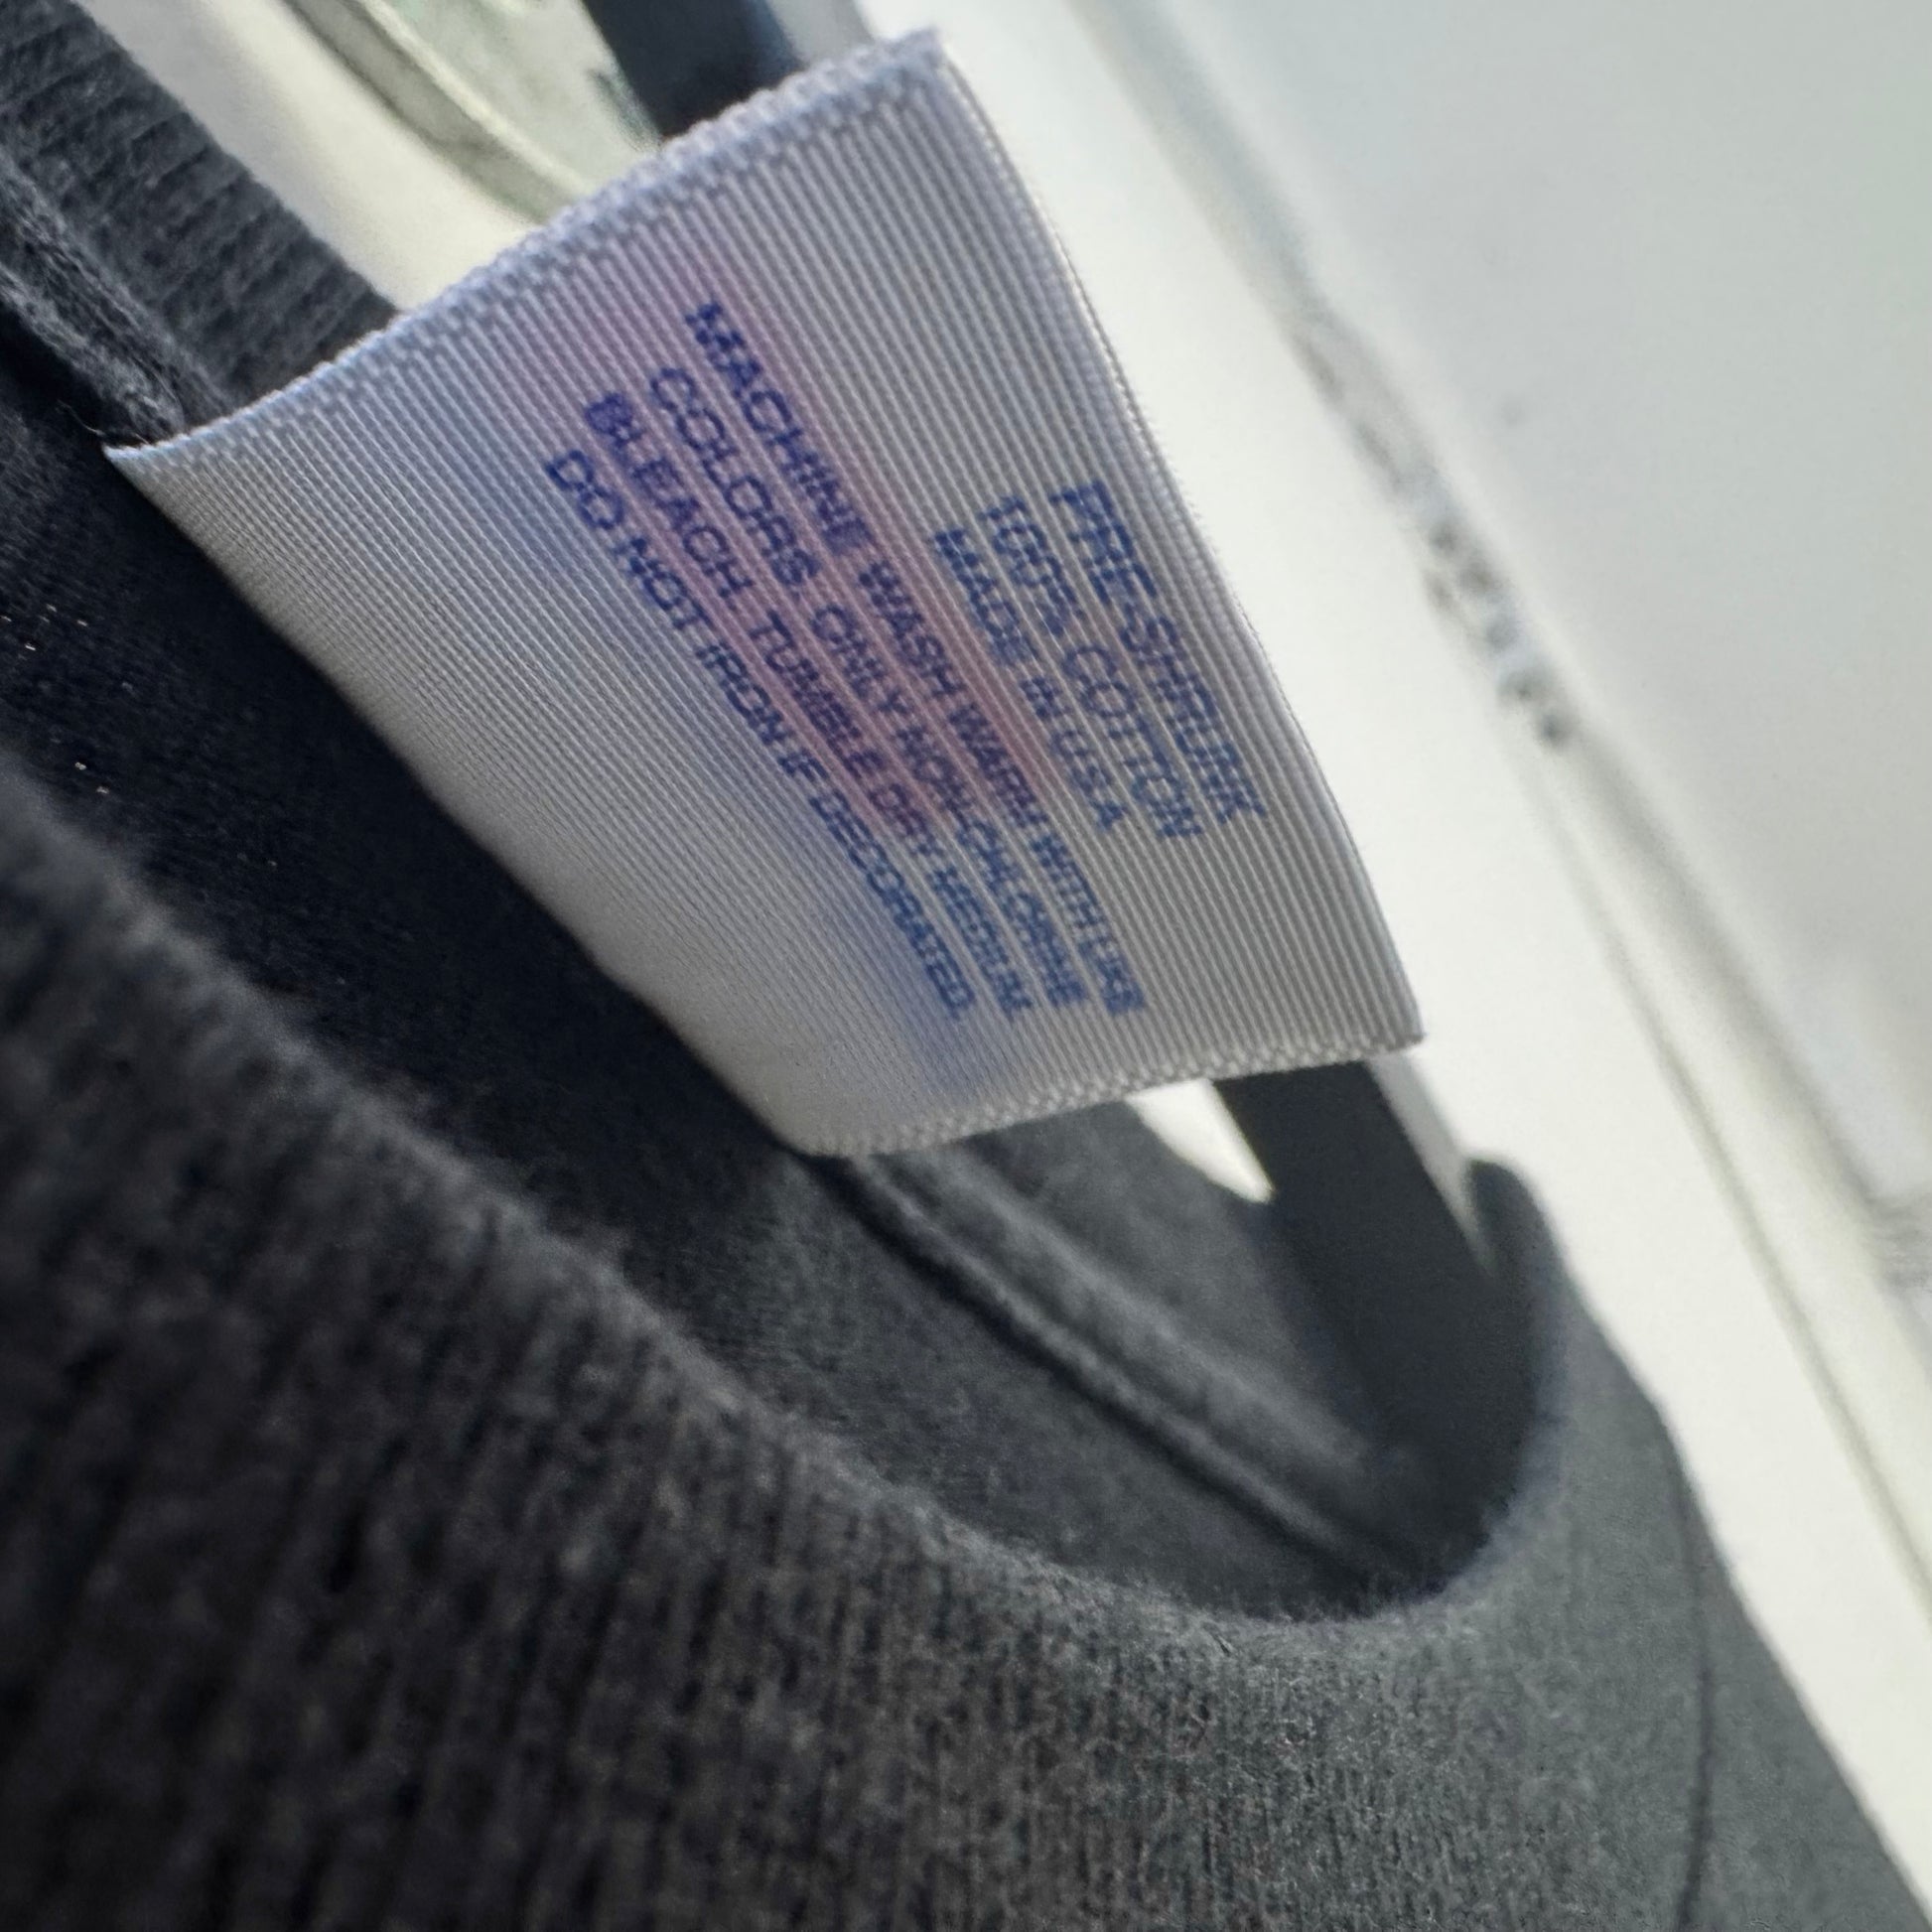 PRE-SHRUNK
100% COTTON
MADE IN USA
MACHINE WASH WARM WITH LIKE
COLORS. ONLY NON-CHLORINE
BLEACH. TUMBLE DRY MEDIUM.
DO NOT IRON IF DECORATED.